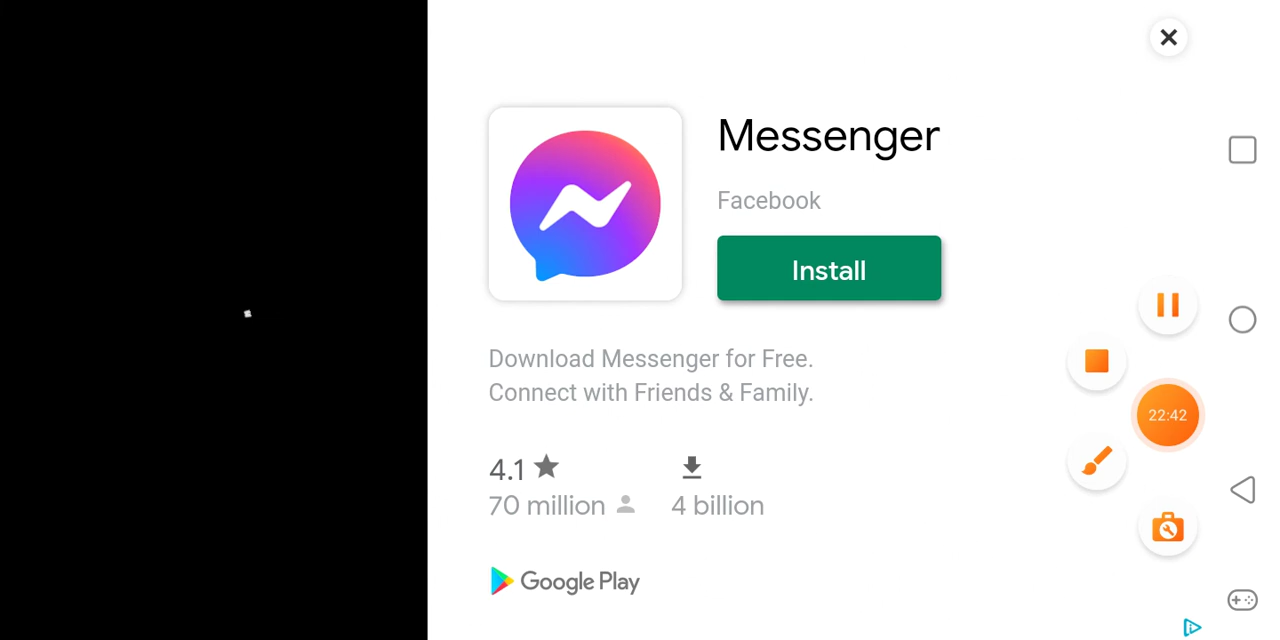 Messenger
Facebook
Install
Download Messenger for Free.
Connect with Friends & Family.
4.1
70 million
4 billion
22:42
Google Play